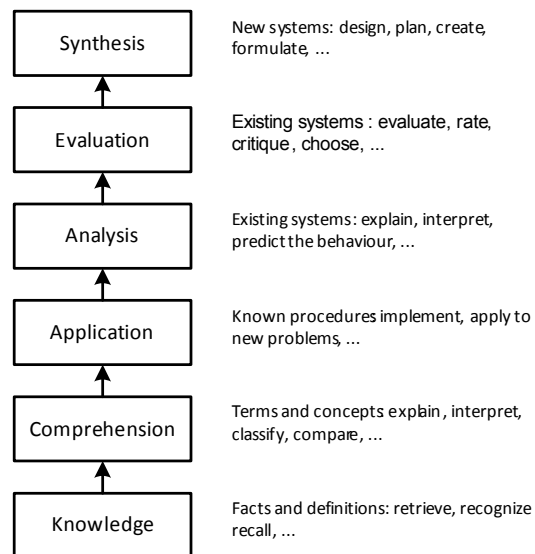 Synthesis
New systems: design, plan, create,
formulate, ...
Evaluation
Existing systems : evaluate, rate,
critique, choose, ...
Analysis
Existing systems: explain, interpret,
predict the behaviour, ...
Application
Known procedures implement, apply to
new problems, ...
Comprehension
Terms and concepts explain, interpret,
classify, compare, ...
Knowledge
Facts and definitions: retrieve, recognize
recall, ...